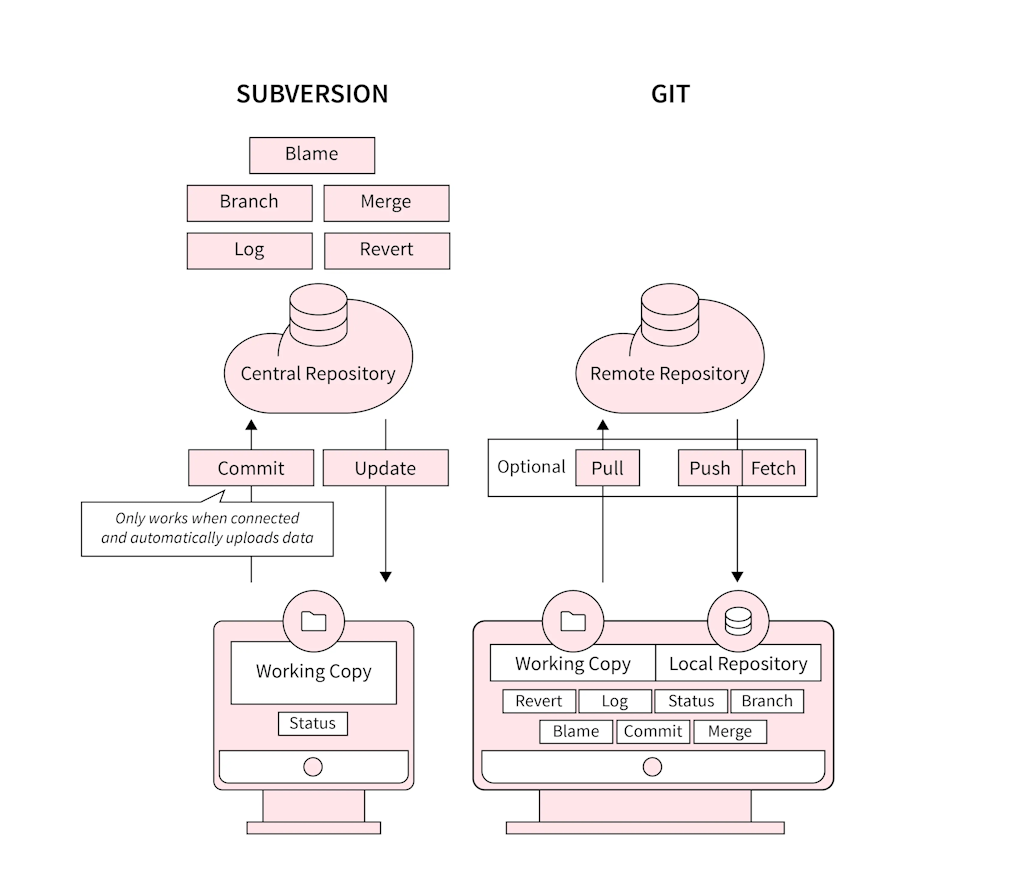 SUBVERSION
Blame
Branch Merge
Log Revert
Central Repository
Commit Update
Only works when connected
and automatically uploads data
Working Copy
Status
GIT
Remote Repository
Optional Pull Push Fetch
Working Copy Local Repository
Revert Log Status Branch
Blame Commit Merge